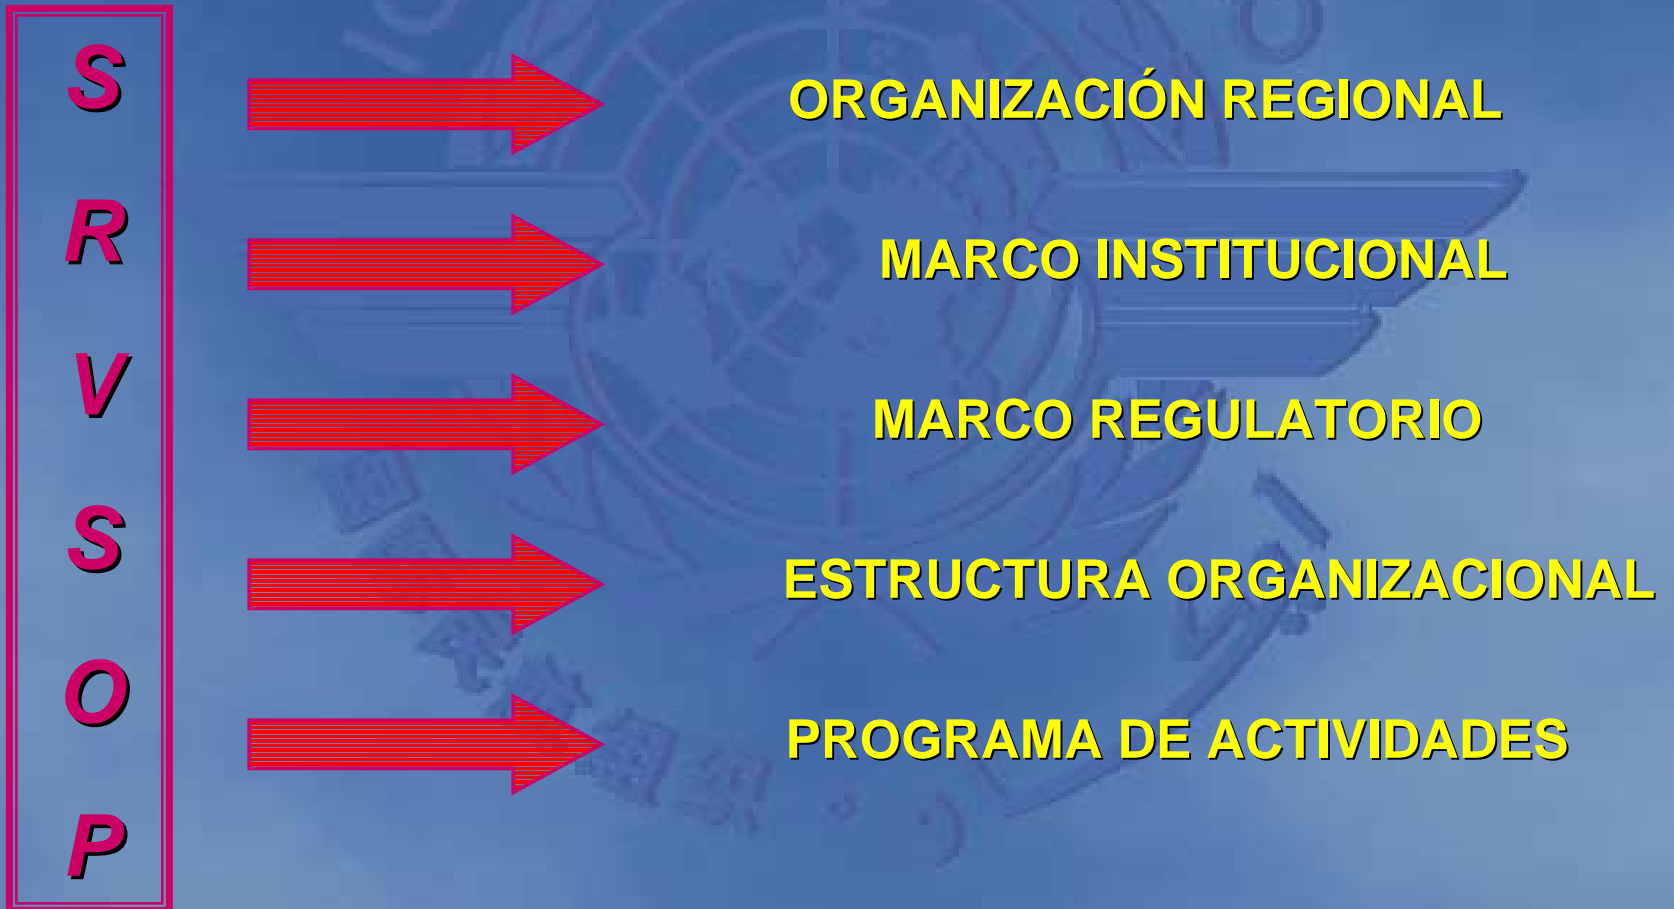 S
R
V
S
O
P
ORGANIZACIÓN REGIONAL
MARCO INSTITUCIONAL
MARCO REGULATORIO
ESTRUCTURA ORGANIZACIONAL
PROGRAMA DE ACTIVIDADES